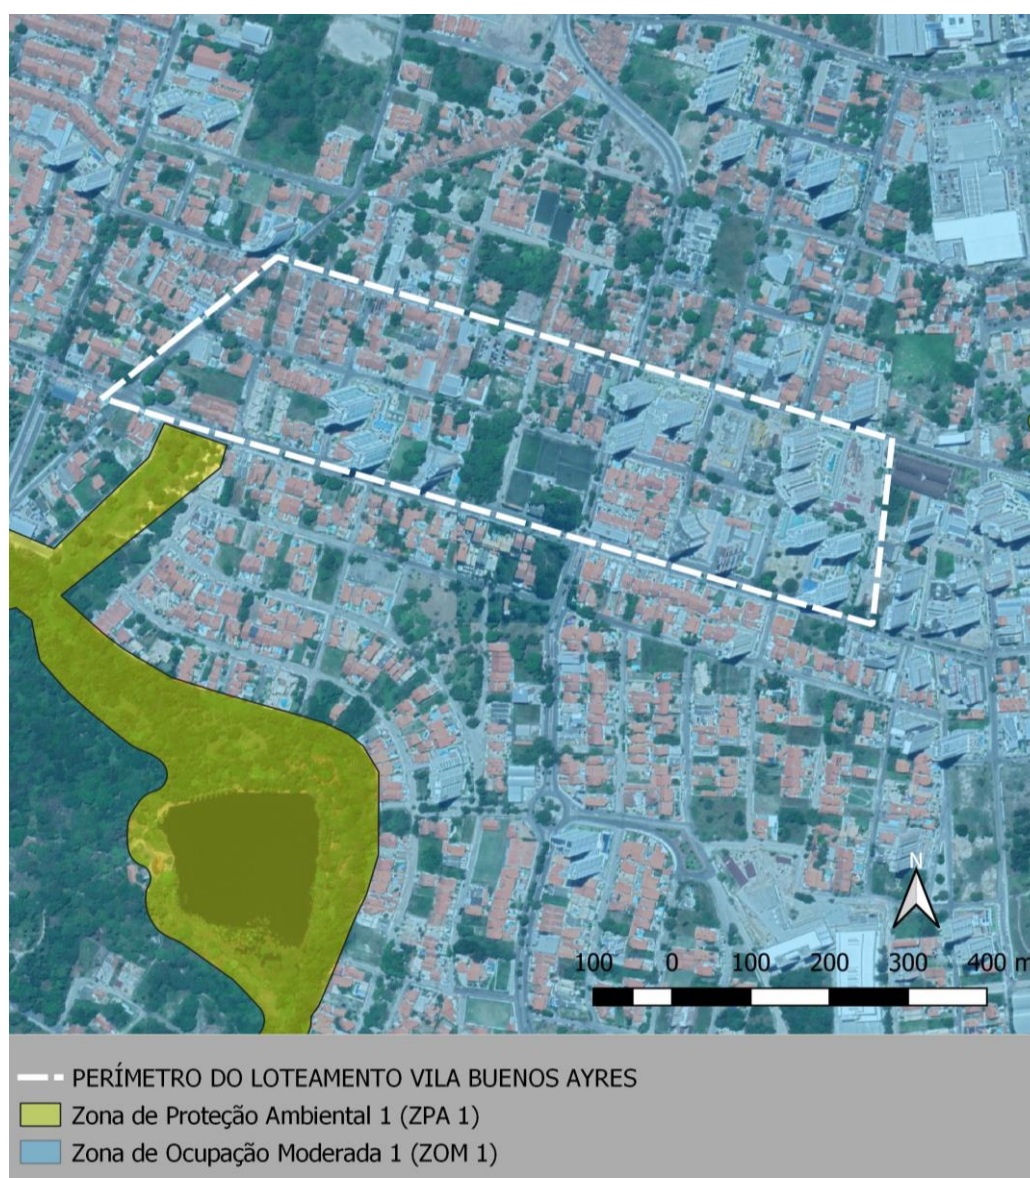 N
100 0 100 200 300 400 m
PERÍMETRO DO LOTEAMENTO VILA BUENOS AYRES
Zona de Proteção Ambiental 1 (ZPA 1)
Zona de Ocupação Moderada 1 (ZOM 1)